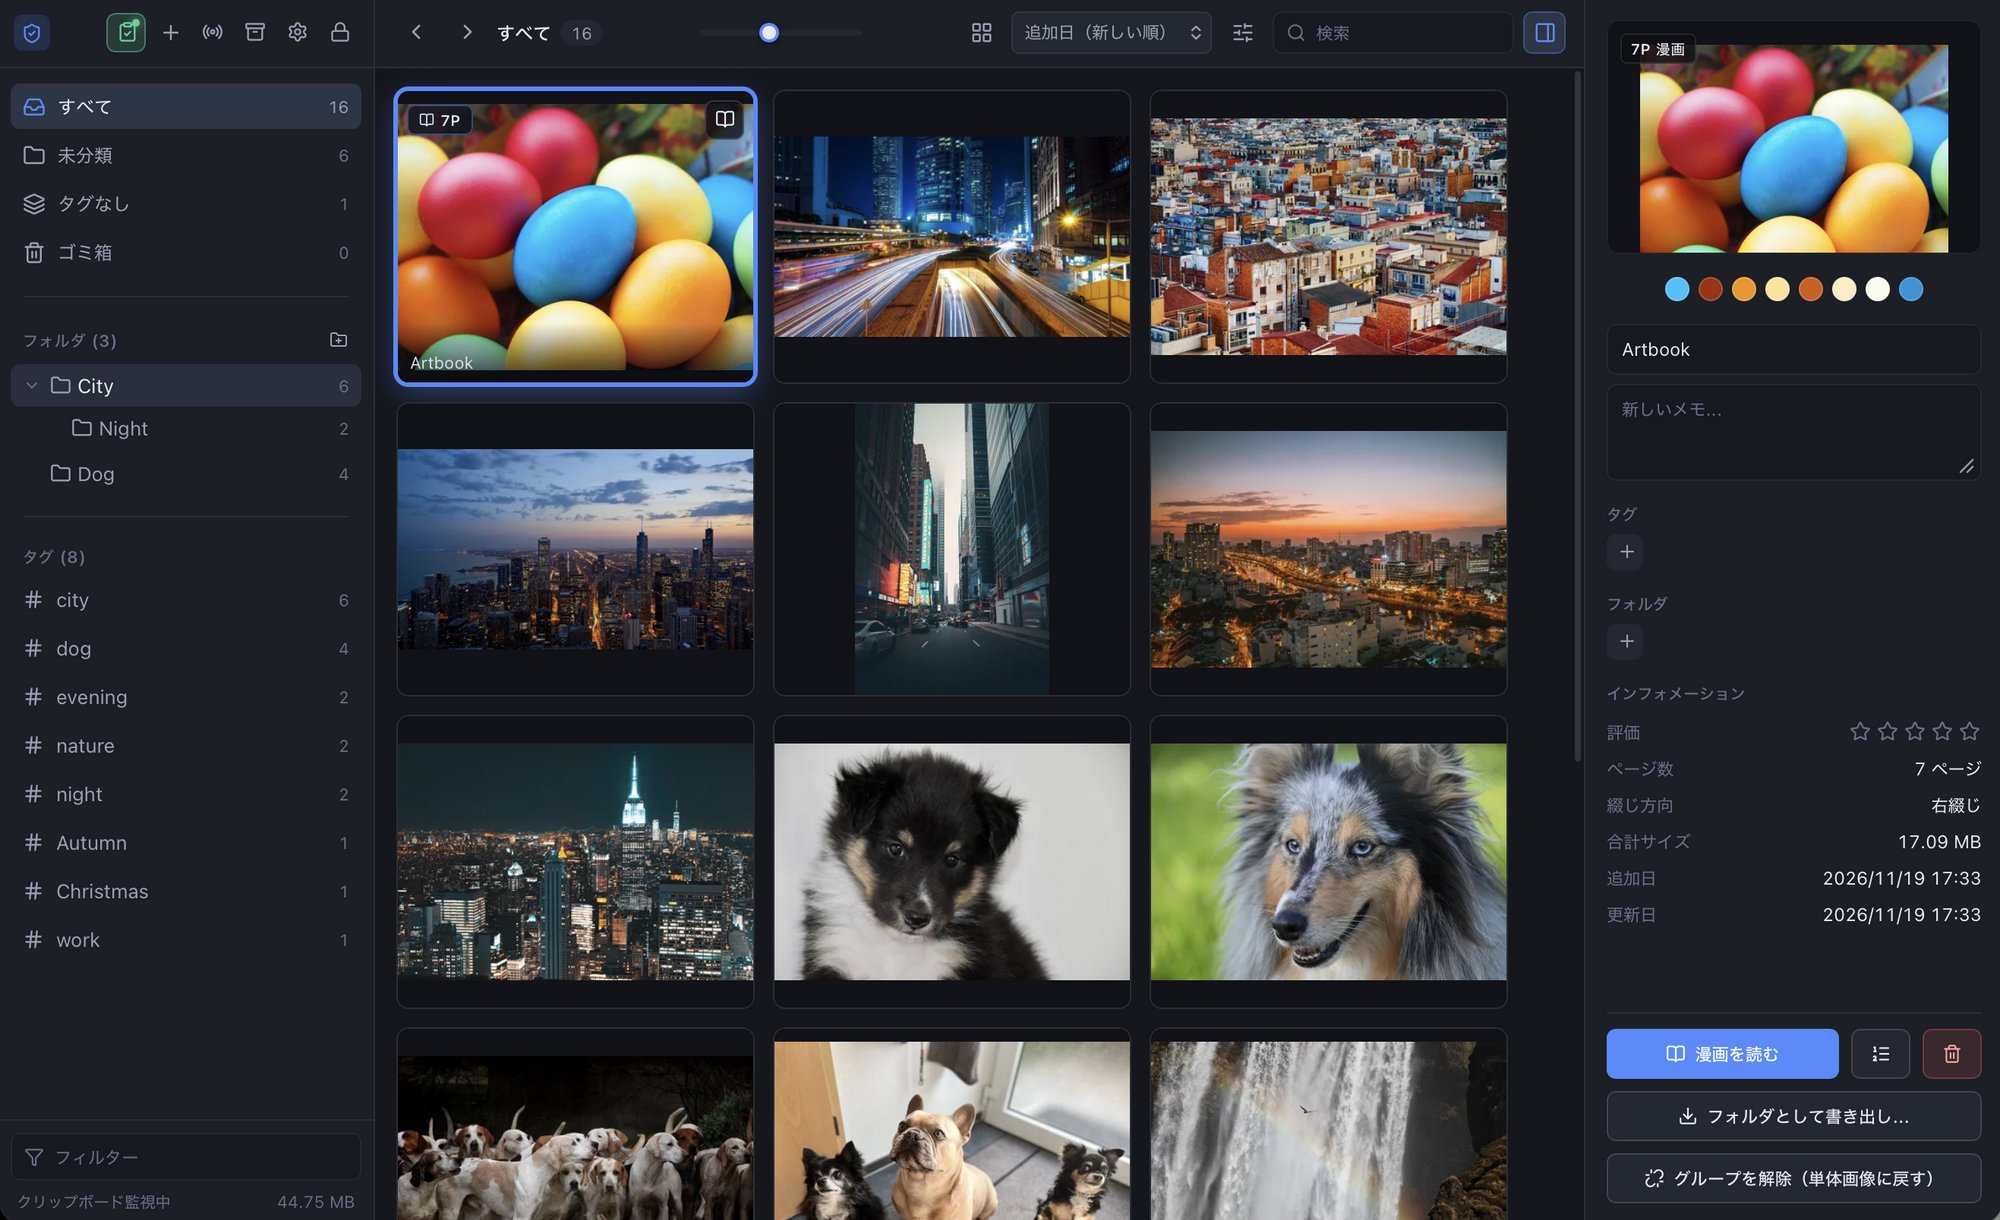 すべて 16
未分類 6
タグなし 1
ゴミ箱 0
フォルダ (3)
City 6
Night 2
Dog 4
タグ (8)
# city 6
# dog 4
# evening 2
# nature 2
# night 2
# Autumn 1
# Christmas 1
# work 1
フィルター
クリップボード監視中 44.75 MB
すべて 16
追加日（新しい順）
検索
7P
Artbook
7P 漫画
Artbook
新しいメモ...
タグ
フォルダ
インフォメーション
評価
ページ数 7 ページ
綴じ方向 右綴じ
合計サイズ 17.09 MB
追加日 2026/11/19 17:33
更新日 2026/11/19 17:33
漫画を読む
フォルダとして書き出し...
グループを解除（単体画像に戻す）